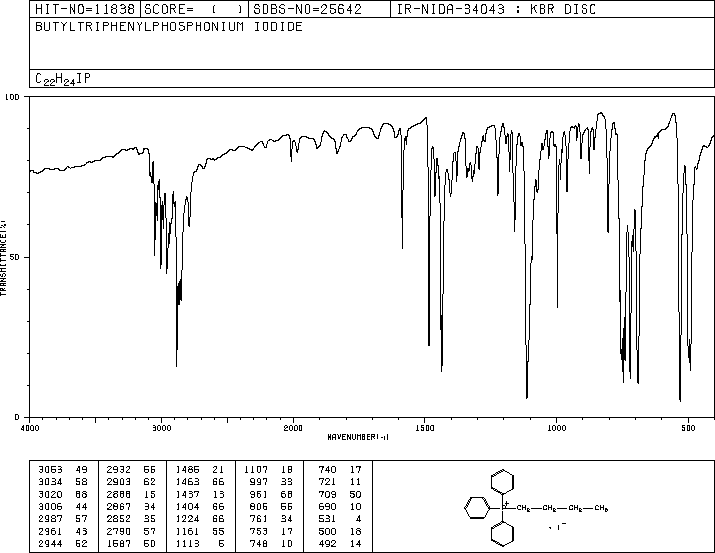 HIT-NO=11838 SCORE= ( ) SDBS-NO=25642 IR-NIDA-34043 : KBR DISC
BUTYLTRIPHENYLPHOSPHONIUM IODIDE
C22H24IP
100
50
0
TRANSMITTANCE(%)
4000 3000 2000 1500 1000 500
WAVENUMBER(-1)
3063 49 2932 66 1486 21 1107 18 740 17
3034 58 2903 62 1463 66 997 33 721 11
3020 68 2888 15 1437 13 961 68 709 50
3006 44 2867 34 1404 66 806 55 690 10
2987 57 2852 35 1224 66 761 34 531 4
2961 43 2790 57 1161 55 753 17 500 18
2944 52 1587 50 1113 5 748 10 492 14
P+ CH2 CH2 CH2 CH3
· I−